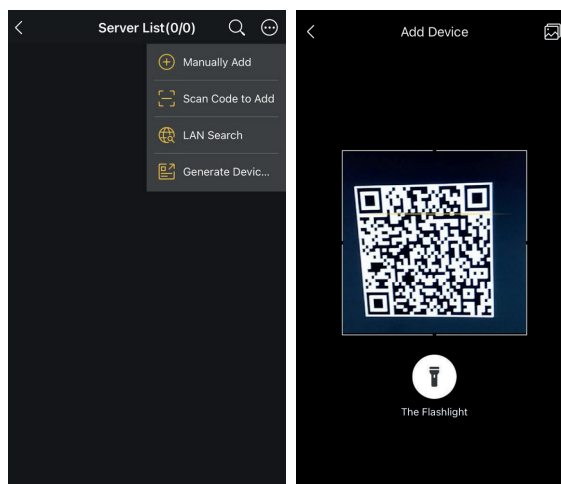 Server List(0/0)
Manually Add
Scan Code to Add
LAN Search
Generate Devic...
Add Device
The Flashlight